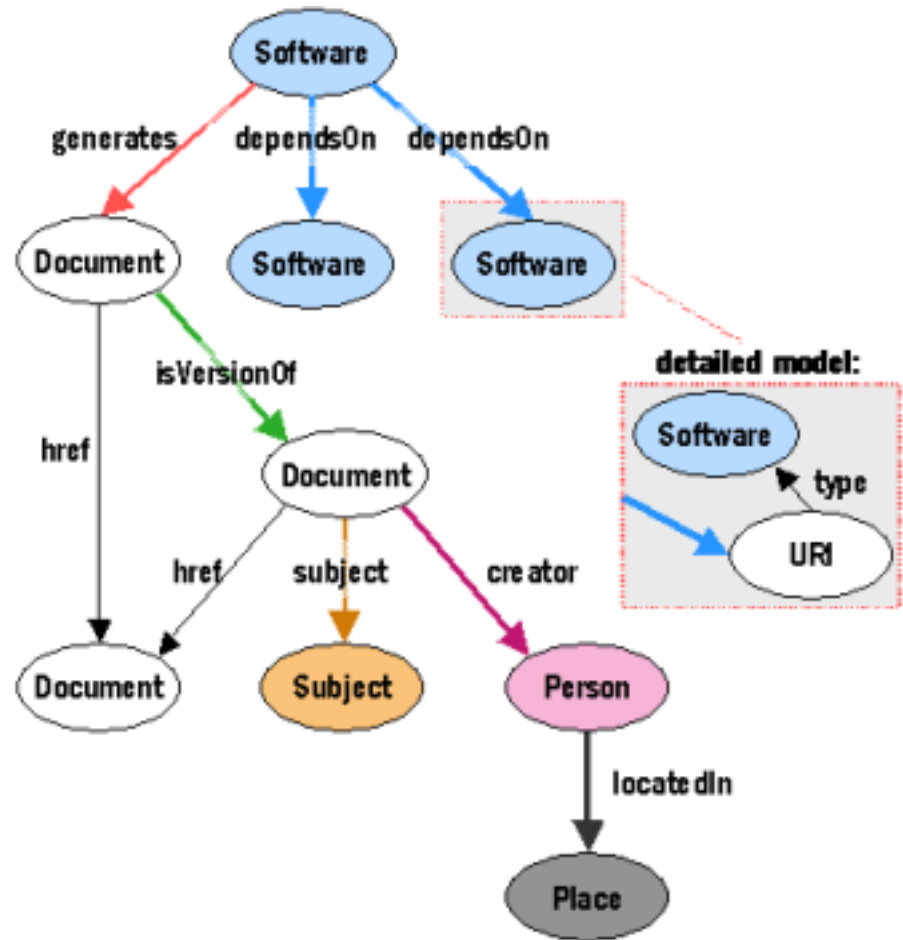 Software
generates
dependsOn
dependsOn
Document
Software
Software
isVersionOf
detailed model:
Software
href
Document
type
URI
href
subject
creator
Document
Subject
Person
locatedIn
Place